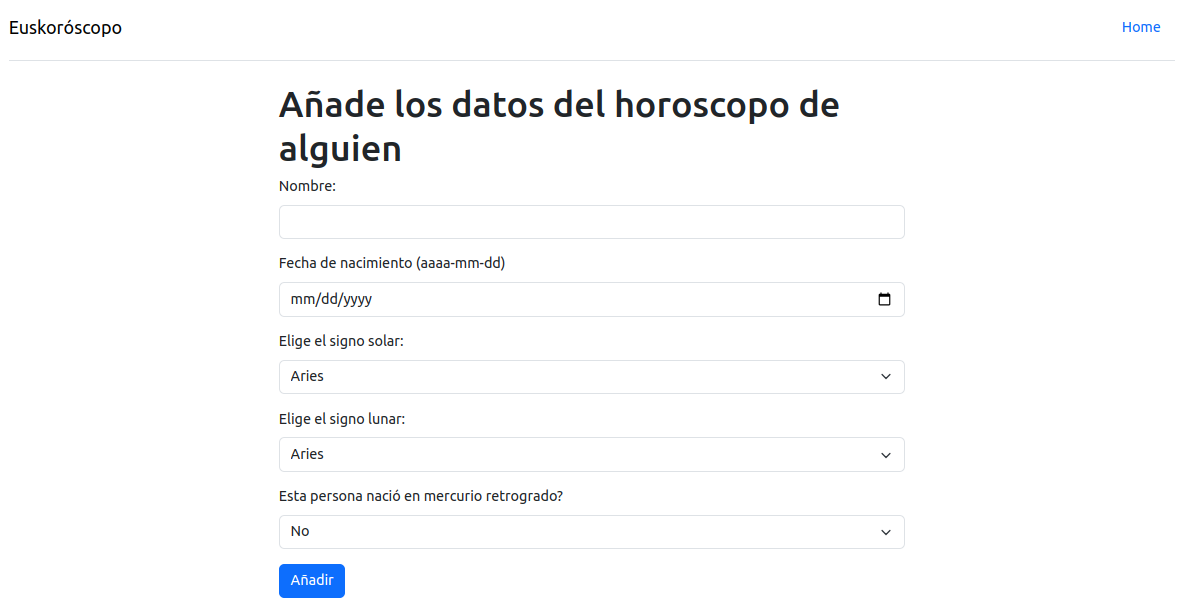 Euskoróscopo
Home
Añade los datos del horoscopo de
alguien
Nombre:
Fecha de nacimiento (aaaa-mm-dd)
mm/dd/yyyy
Elige el signo solar:
Aries
Elige el signo lunar:
Aries
Esta persona nació en mercurio retrogrado?
No
Añadir